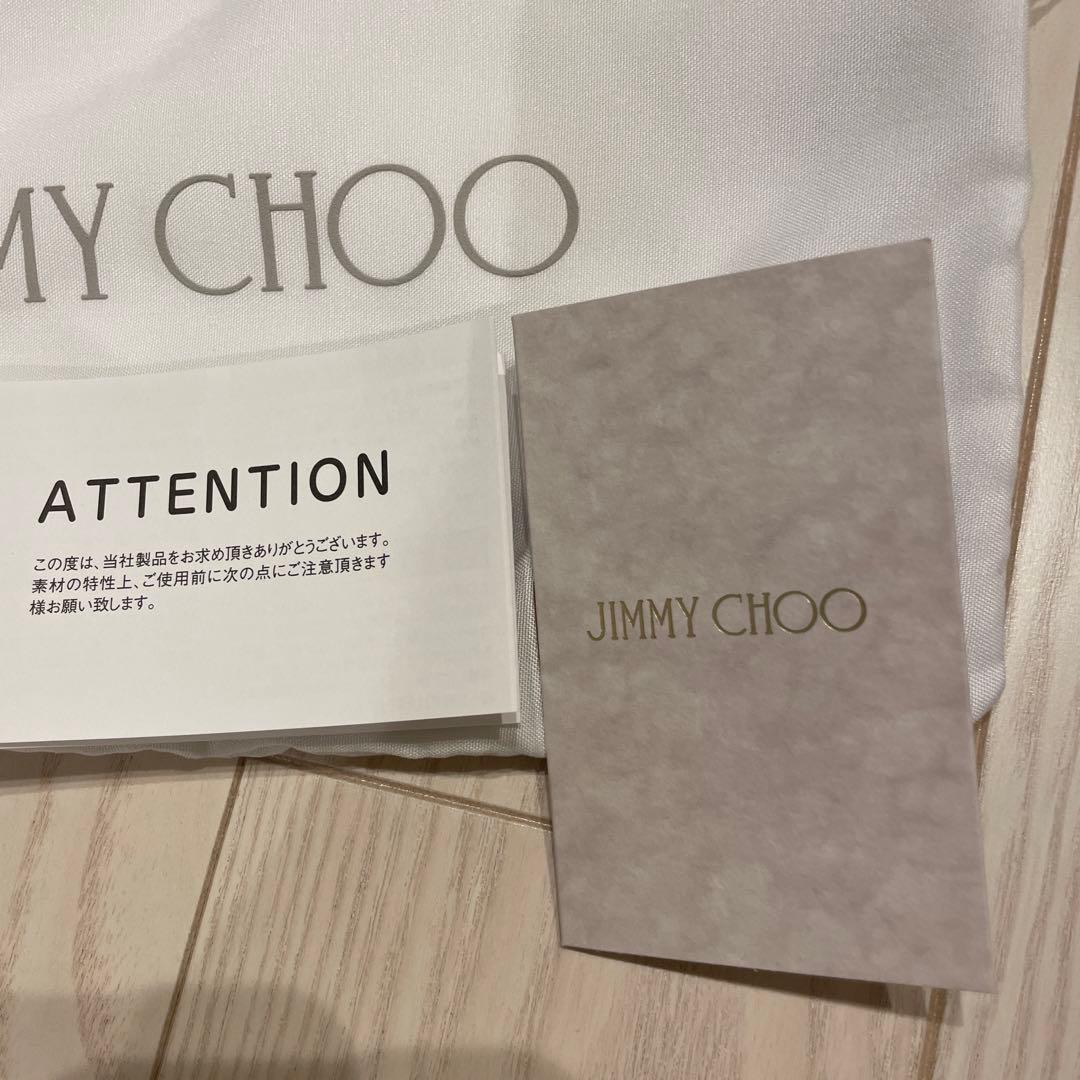 MY CHOO
ATTENTION
この度は、当社製品をお求め頂きありがとうございます。
素材の特性上、ご使用前に次の点にご注意頂きます
様お願い致します。
JIMMY CHOO